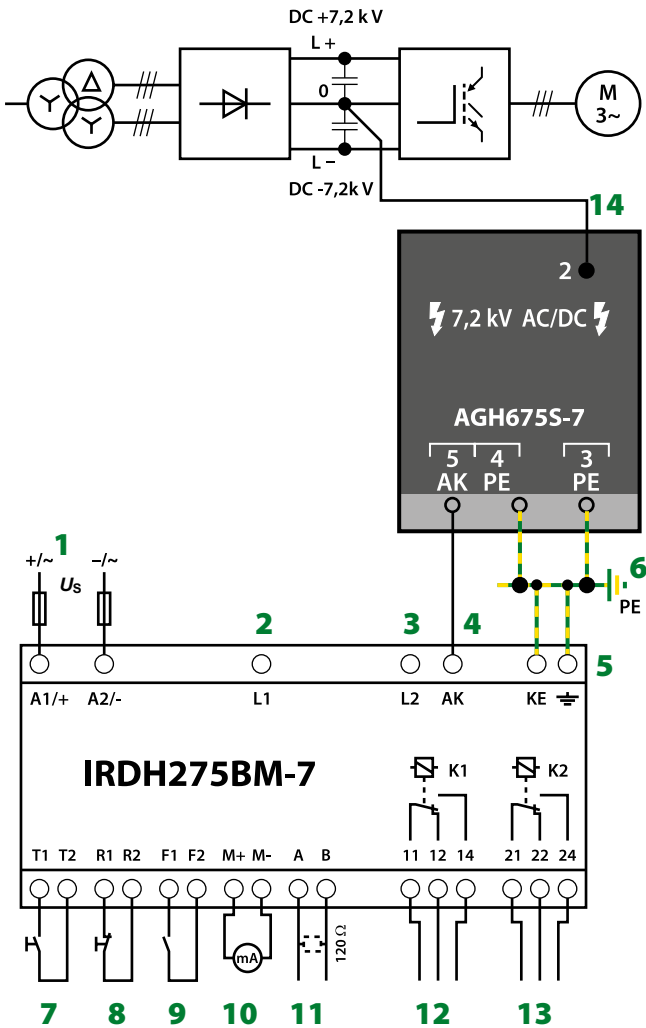 DC +7,2 k V
L +
0
M
3~
L –
DC -7,2k V
14
2
7,2 kV AC/DC
AGH675S-7
5 4 3
AK PE PE
1
+/~ –/~
US
6
PE
2 3 4 5
A1/+ A2/- L1 L2 AK KE
IRDH275BM-7
K1 K2
T1 T2 R1 R2 F1 F2 M+ M- A B 11 12 14 21 22 24
mA
120 Ω
7 8 9 10 11 12 13